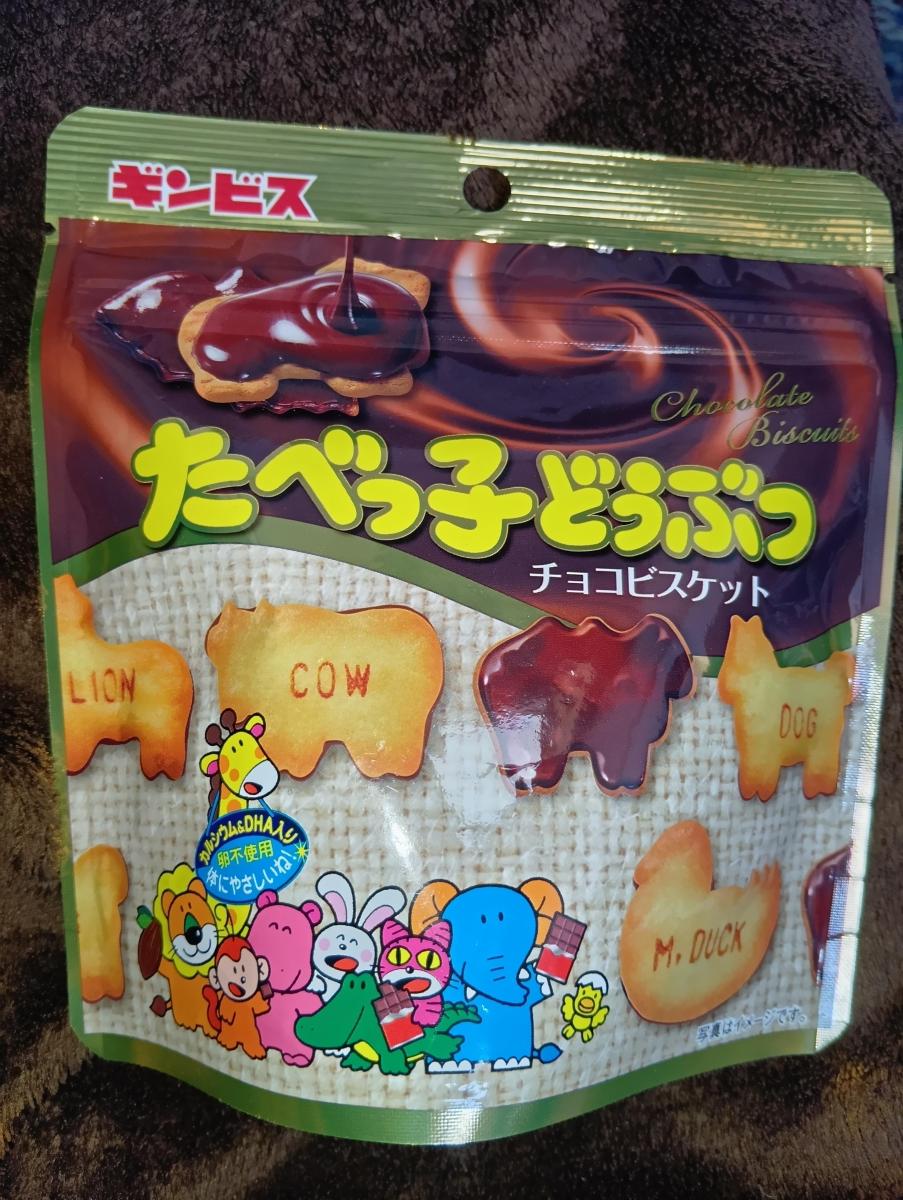 ギンビス
Chocolate
Biscuits
たべっ子どうぶつ
チョコビスケット
LION
COW
DOG
カルシウム&DHA入り
卵不使用
体にやさしいね!
M. DUCK
写真はイメージです。